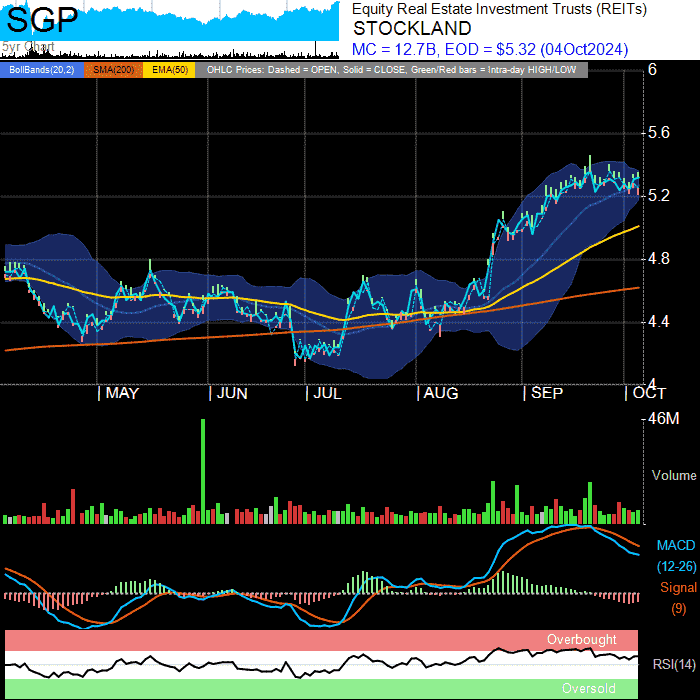 SGP
5yr Chart
Equity Real Estate Investment Trusts (REITs)
STOCKLAND
MC = 12.7B, EOD = $5.32 (04Oct2024)
BollBands(20,2) SMA(200) EMA(50) OHLC Prices: Dashed = OPEN, Solid = CLOSE, Green/Red bars = Intra-day HIGH/LOW
6
5.6
5.2
4.8
4.4
4
MAY JUN JUL AUG SEP OCT
46M
Volume
MACD
(12-26)
Signal
(9)
Overbought
RSI(14)
Oversold